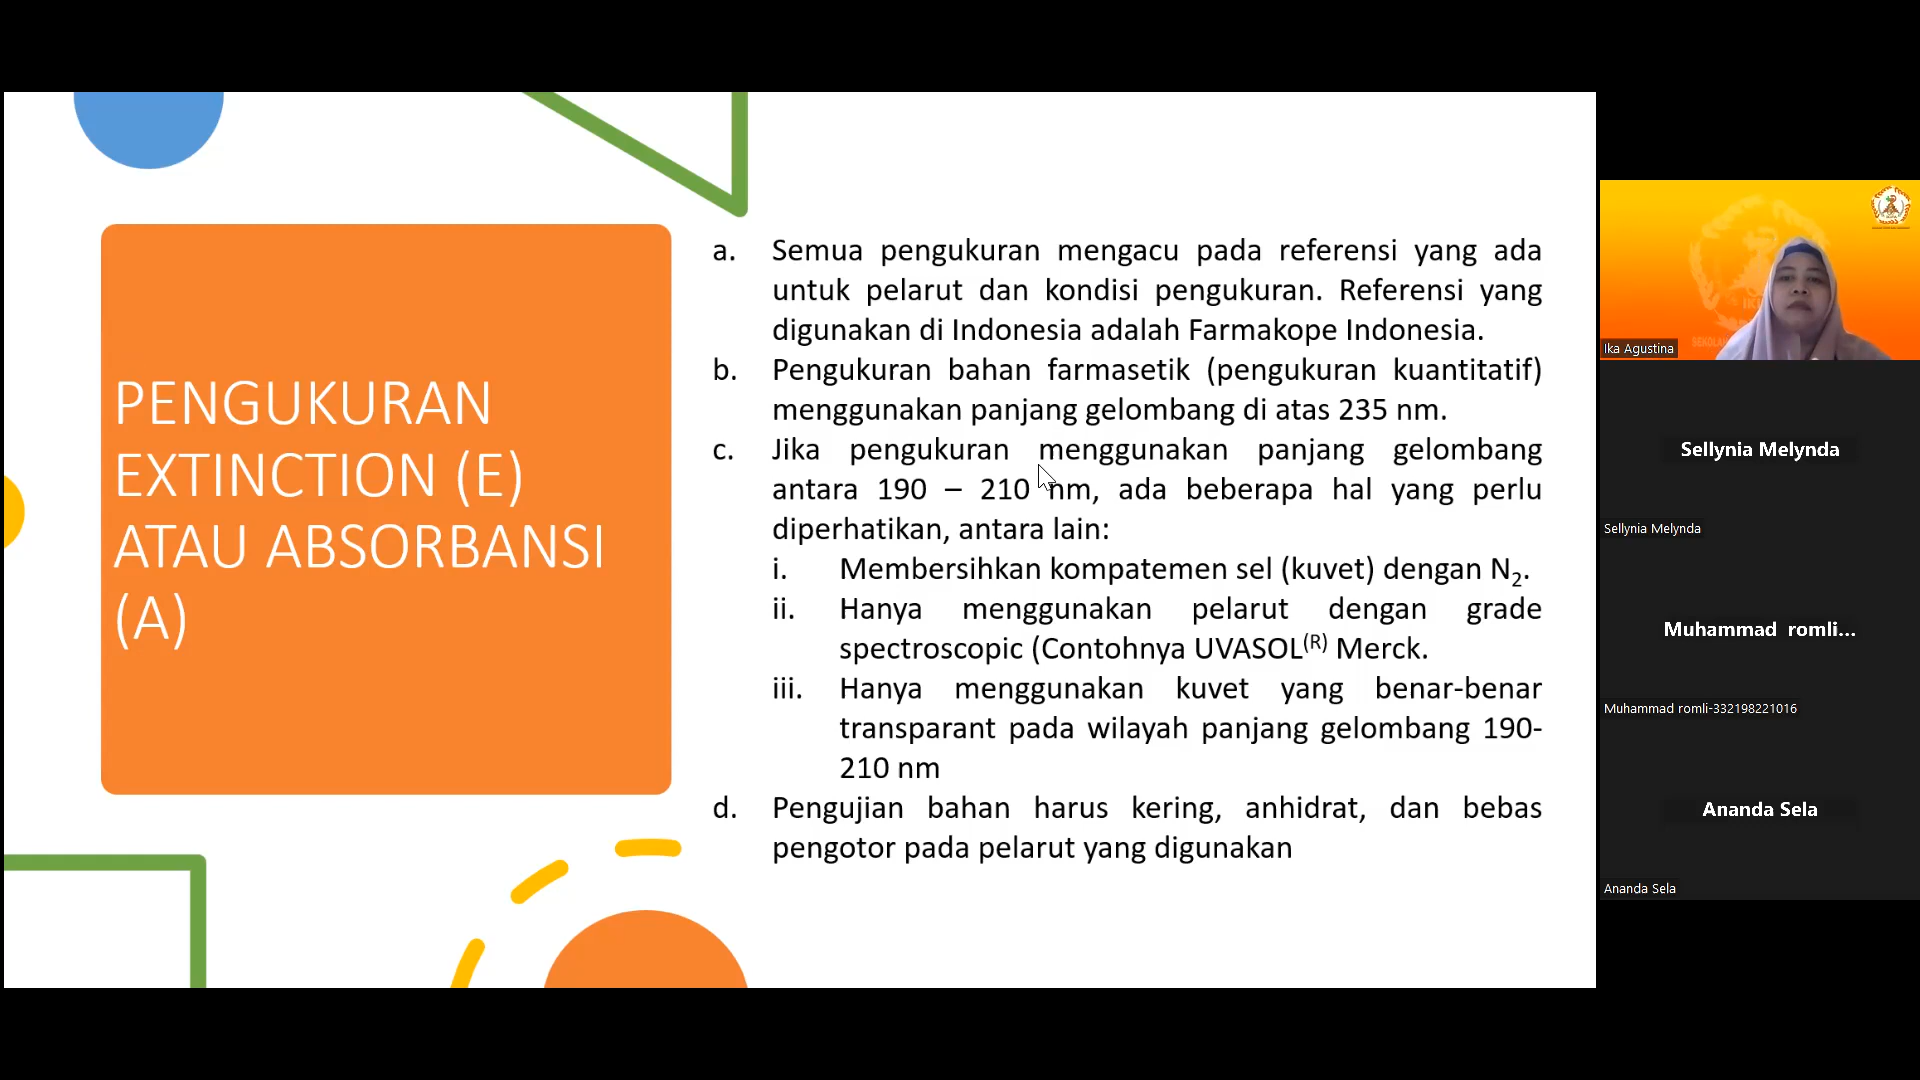 PENGUKURAN
EXTINCTION (E)
ATAU ABSORBANSI
(A)
a. Semua pengukuran mengacu pada referensi yang ada
untuk pelarut dan kondisi pengukuran. Referensi yang
digunakan di Indonesia adalah Farmakope Indonesia.
b. Pengukuran bahan farmasetik (pengukuran kuantitatif)
menggunakan panjang gelombang di atas 235 nm.
c. Jika pengukuran menggunakan panjang gelombang
antara 190 – 210 nm, ada beberapa hal yang perlu
diperhatikan, antara lain:
i. Membersihkan kompatemen sel (kuvet) dengan N₂.
ii. Hanya menggunakan pelarut dengan grade
spectroscopic (Contohnya UVASOL⁽ᴿ⁾ Merck.
iii. Hanya menggunakan kuvet yang benar-benar
transparant pada wilayah panjang gelombang 190-
210 nm
d. Pengujian bahan harus kering, anhidrat, dan bebas
pengotor pada pelarut yang digunakan
Ika Agustina
Sellynia Melynda
Sellynia Melynda
Muhammad romli...
Muhammad romli-332198221016
Ananda Sela
Ananda Sela